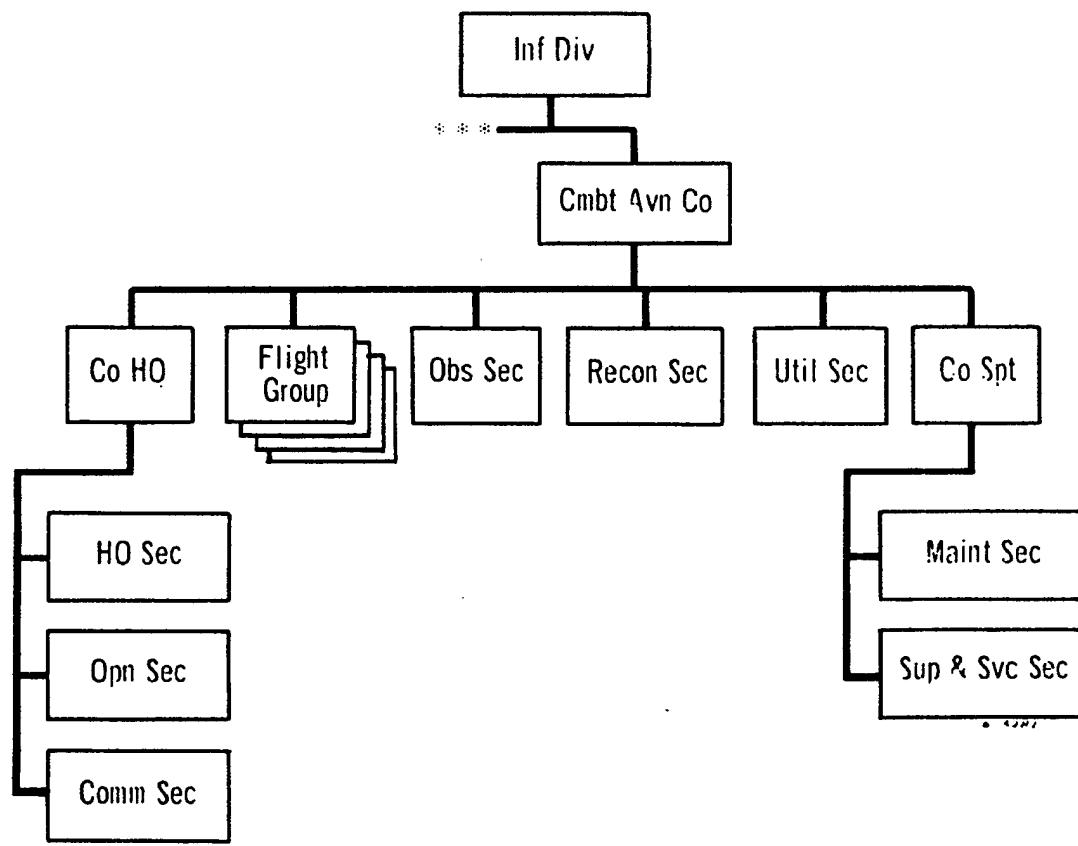 Inf Div
* * *
Cmbt Avn Co
Co HQ
Flight
Group
Obs Sec
Recon Sec
Util Sec
Co Spt
HQ Sec
Maint Sec
Opn Sec
Sup & Svc Sec
Comm Sec